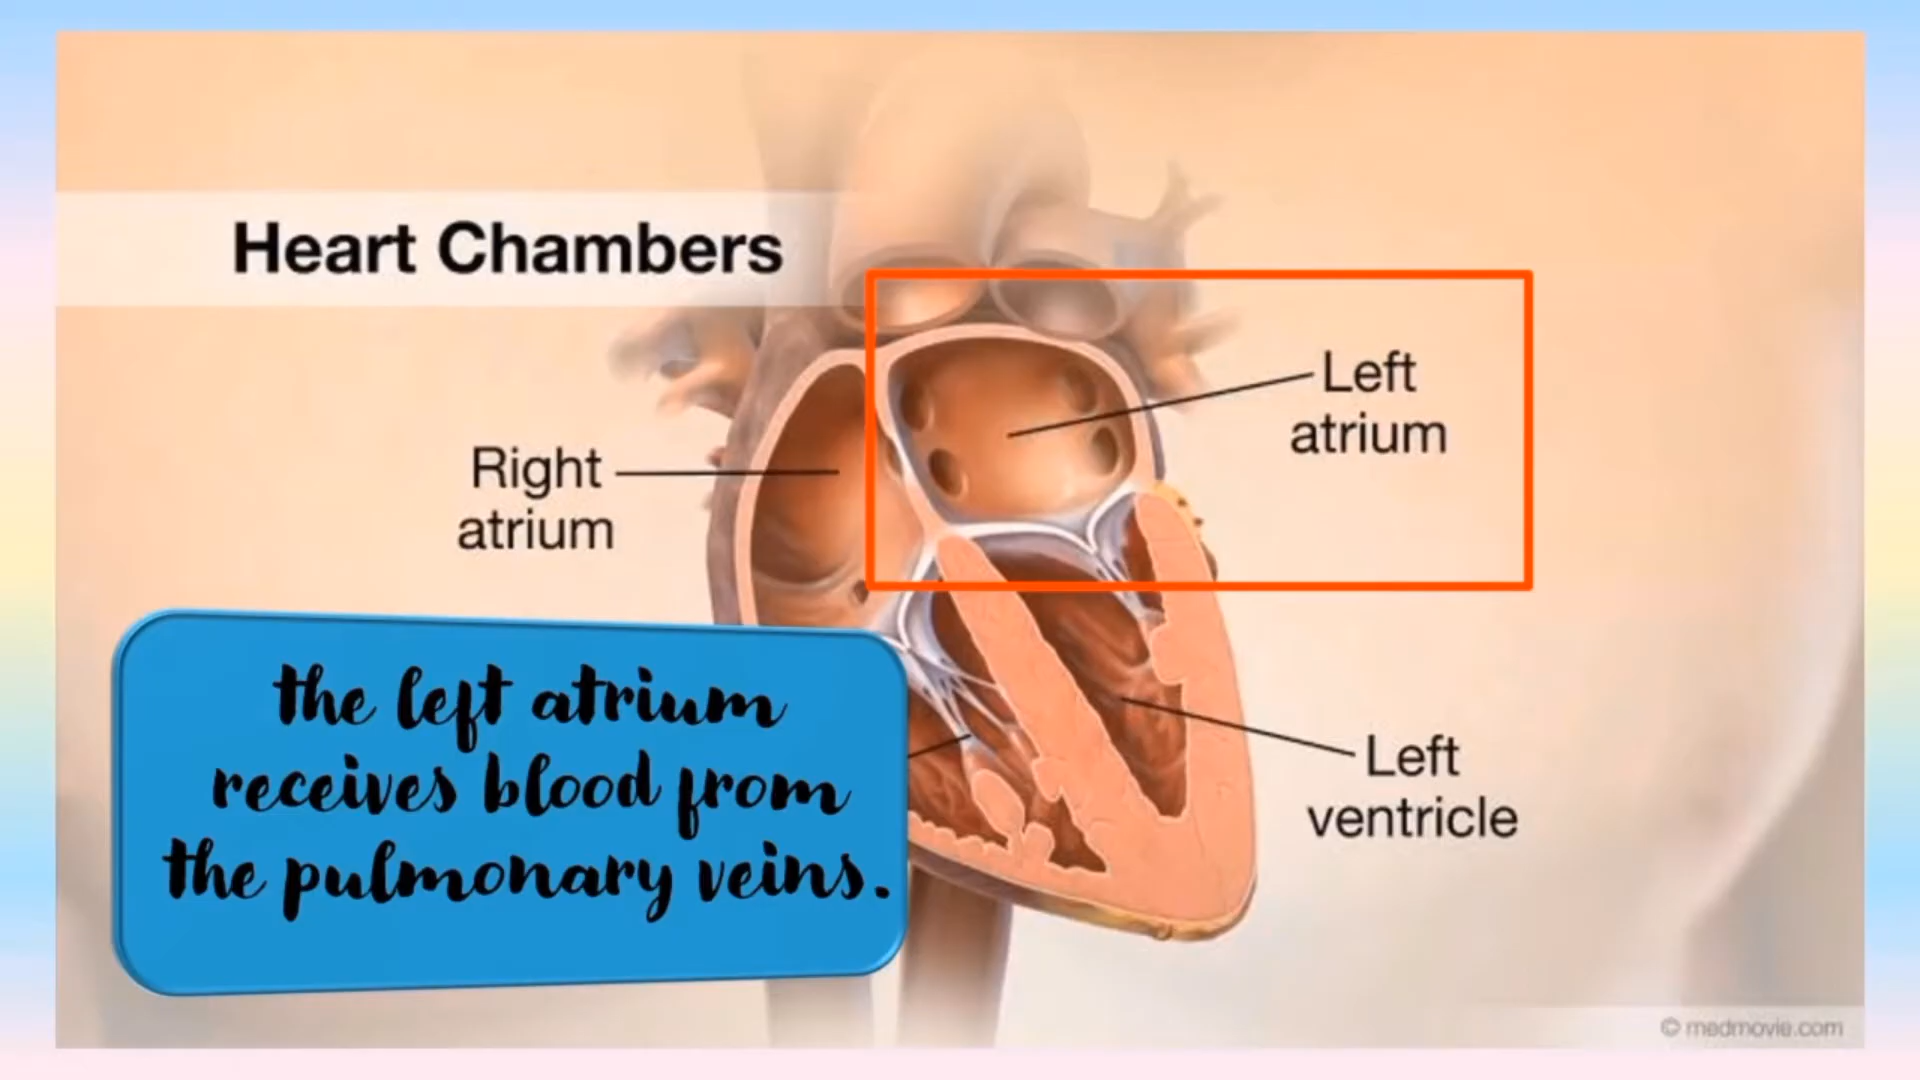 Heart Chambers
Left
atrium
Right
atrium
the left atrium
receives blood from
the pulmonary veins.
Left
ventricle
© medmovie.com